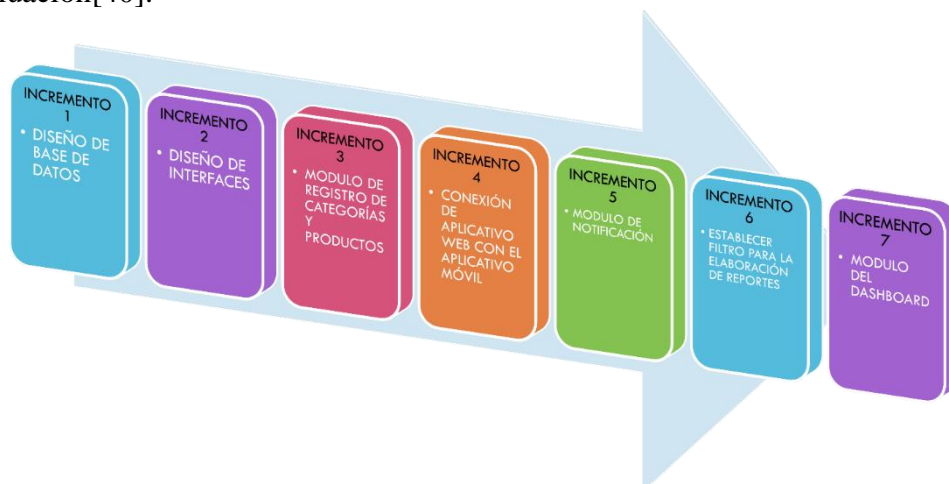 INCREMENTO
1
• DISEÑO DE
BASE DE
DATOS
INCREMENTO
2
• DISEÑO DE
INTERFACES
INCREMENTO
3
• MODULO DE
REGISTRO DE
CATEGORÍAS
Y
PRODUCTOS
INCREMENTO
4
• CONEXIÓN
DE
APLICATIVO
WEB CON EL
APLICATIVO
MÓVIL
INCREMENTO
5
• MODULO DE
NOTIFICACIÓN
INCREMENTO
6
• ESTABLECER
FILTRO PARA LA
ELABORACIÓN
DE REPORTES
INCREMENTO
7
• MODULO
DEL
DASHBOARD